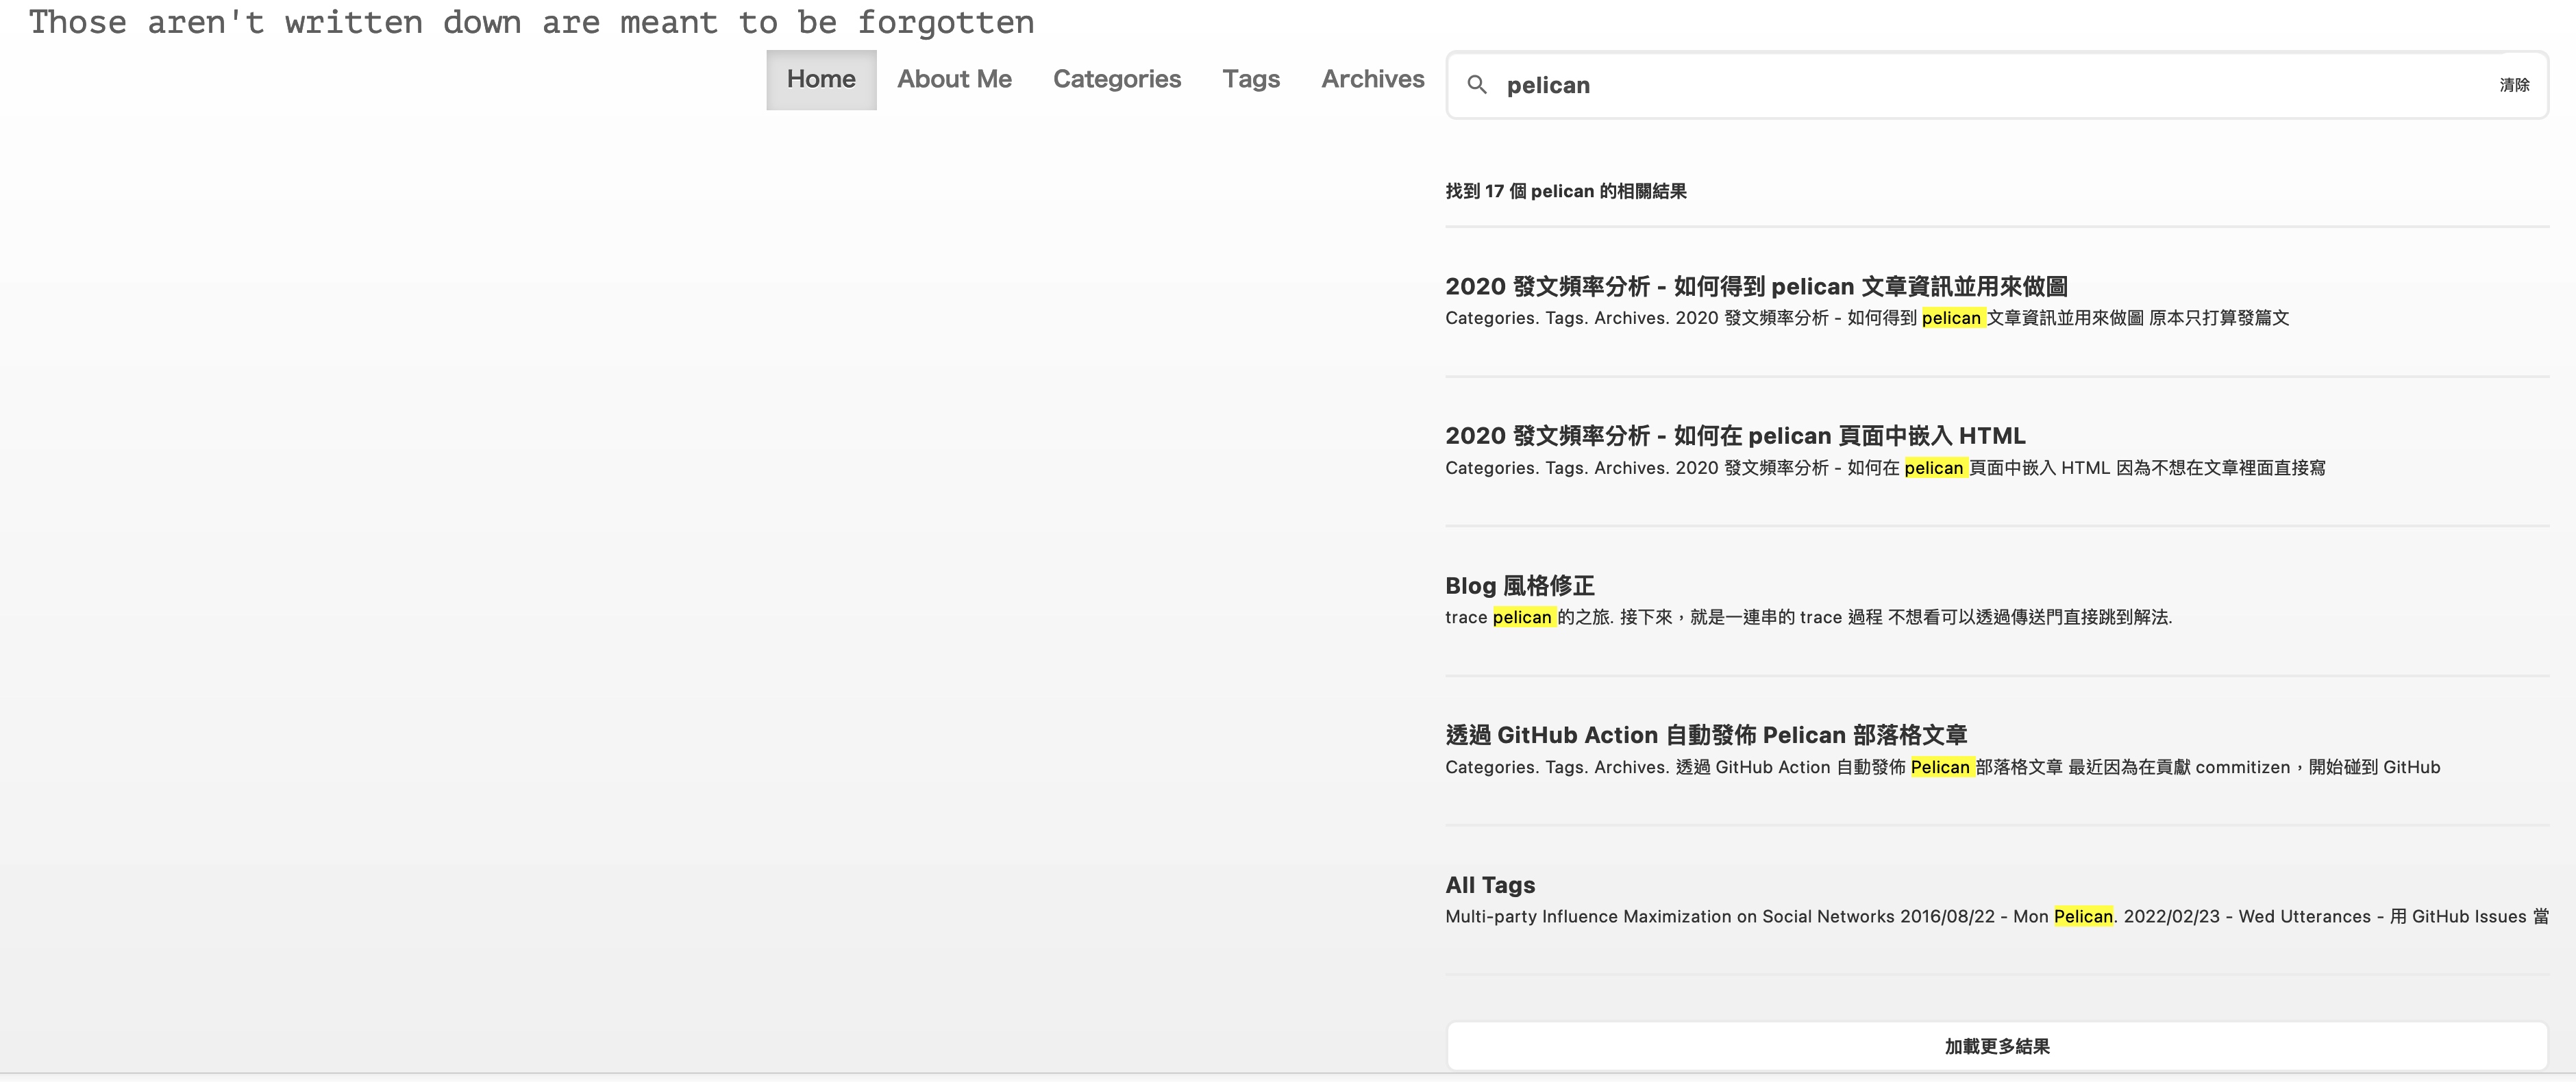 Those aren't written down are meant to be forgotten
Home About Me Categories Tags Archives pelican 清除
找到 17 個 pelican 的相關結果
2020 發文頻率分析 - 如何得到 pelican 文章資訊並用來做圖
Categories. Tags. Archives. 2020 發文頻率分析 - 如何得到 pelican 文章資訊並用來做圖 原本只打算發篇文
2020 發文頻率分析 - 如何在 pelican 頁面中嵌入 HTML
Categories. Tags. Archives. 2020 發文頻率分析 - 如何在 pelican 頁面中嵌入 HTML 因為不想在文章裡面直接寫
Blog 風格修正
trace pelican 的之旅. 接下來，就是一連串的 trace 過程 不想看可以透過傳送門直接跳到解法.
透過 GitHub Action 自動發佈 Pelican 部落格文章
Categories. Tags. Archives. 透過 GitHub Action 自動發佈 Pelican 部落格文章 最近因為在貢獻 commitizen，開始碰到 GitHub
All Tags
Multi-party Influence Maximization on Social Networks 2016/08/22 - Mon Pelican. 2022/02/23 - Wed Utterances - 用 GitHub Issues 當
加載更多結果